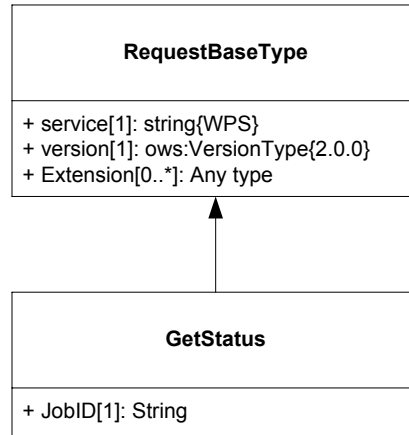 RequestBaseType
+ service[1]: string{WPS}
+ version[1]: ows:VersionType{2.0.0}
+ Extension[0..*]: Any type
GetStatus
+ JobID[1]: String